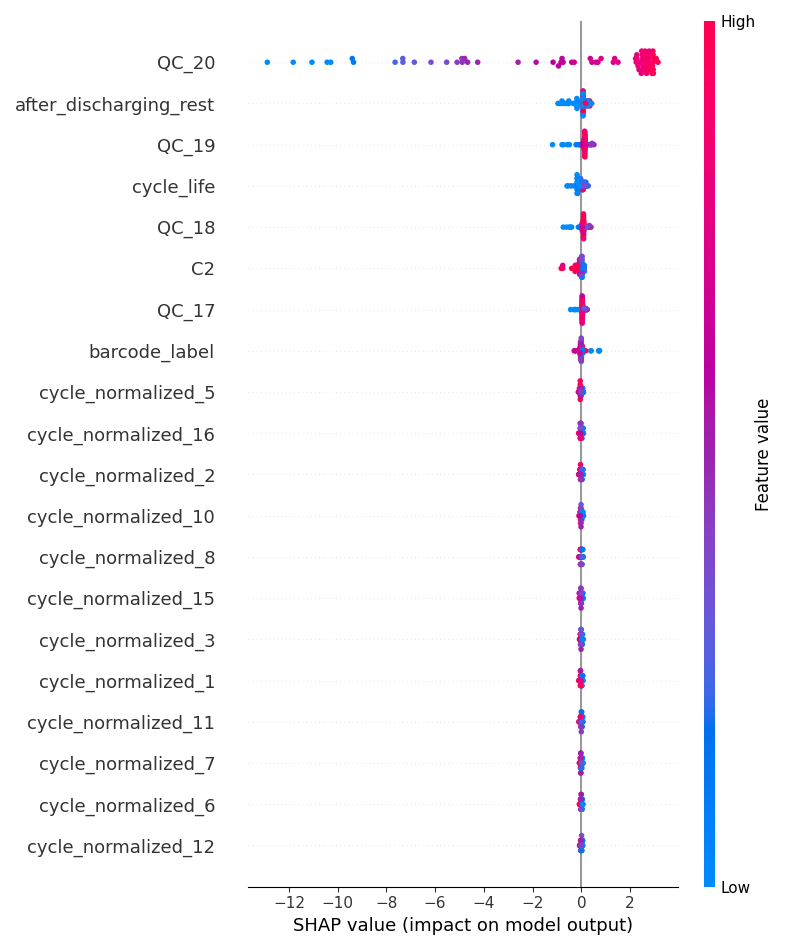 High
QC_20
after_discharging_rest
QC_19
cycle_life
QC_18
C2
QC_17
barcode_label
cycle_normalized_5
cycle_normalized_16
cycle_normalized_2
cycle_normalized_10
cycle_normalized_8
cycle_normalized_15
cycle_normalized_3
cycle_normalized_1
cycle_normalized_11
cycle_normalized_7
cycle_normalized_6
cycle_normalized_12
Feature value
Low
−12 −10 −8 −6 −4 −2 0 2
SHAP value (impact on model output)